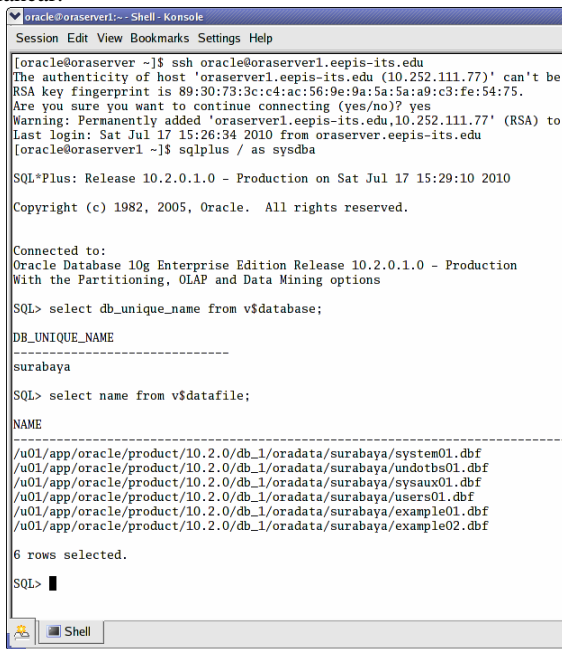 oracle@oraserver1:~ - Shell - Konsole
Session Edit View Bookmarks Settings Help
[oracle@oraserver ~]$ ssh oracle@oraserver1.eepis-its.edu
The authenticity of host 'oraserver1.eepis-its.edu (10.252.111.77)' can't be
RSA key fingerprint is 89:30:73:3c:c4:ac:56:9e:9a:5a:5a:a9:c3:fe:54:75.
Are you sure you want to continue connecting (yes/no)? yes
Warning: Permanently added 'oraserver1.eepis-its.edu,10.252.111.77' (RSA) to
Last login: Sat Jul 17 15:26:34 2010 from oraserver.eepis-its.edu
[oracle@oraserver1 ~]$ sqlplus / as sysdba
SQL*Plus: Release 10.2.0.1.0 - Production on Sat Jul 17 15:29:10 2010
Copyright (c) 1982, 2005, Oracle.  All rights reserved.
Connected to:
Oracle Database 10g Enterprise Edition Release 10.2.0.1.0 - Production
With the Partitioning, OLAP and Data Mining options
SQL> select db_unique_name from v$database;
DB_UNIQUE_NAME
------------------------------
surabaya
SQL> select name from v$datafile;
NAME
--------------------------------------------------------------------------------
/u01/app/oracle/product/10.2.0/db_1/oradata/surabaya/system01.dbf
/u01/app/oracle/product/10.2.0/db_1/oradata/surabaya/undotbs01.dbf
/u01/app/oracle/product/10.2.0/db_1/oradata/surabaya/sysaux01.dbf
/u01/app/oracle/product/10.2.0/db_1/oradata/surabaya/users01.dbf
/u01/app/oracle/product/10.2.0/db_1/oradata/surabaya/example01.dbf
/u01/app/oracle/product/10.2.0/db_1/oradata/surabaya/example02.dbf
6 rows selected.
SQL>
Shell